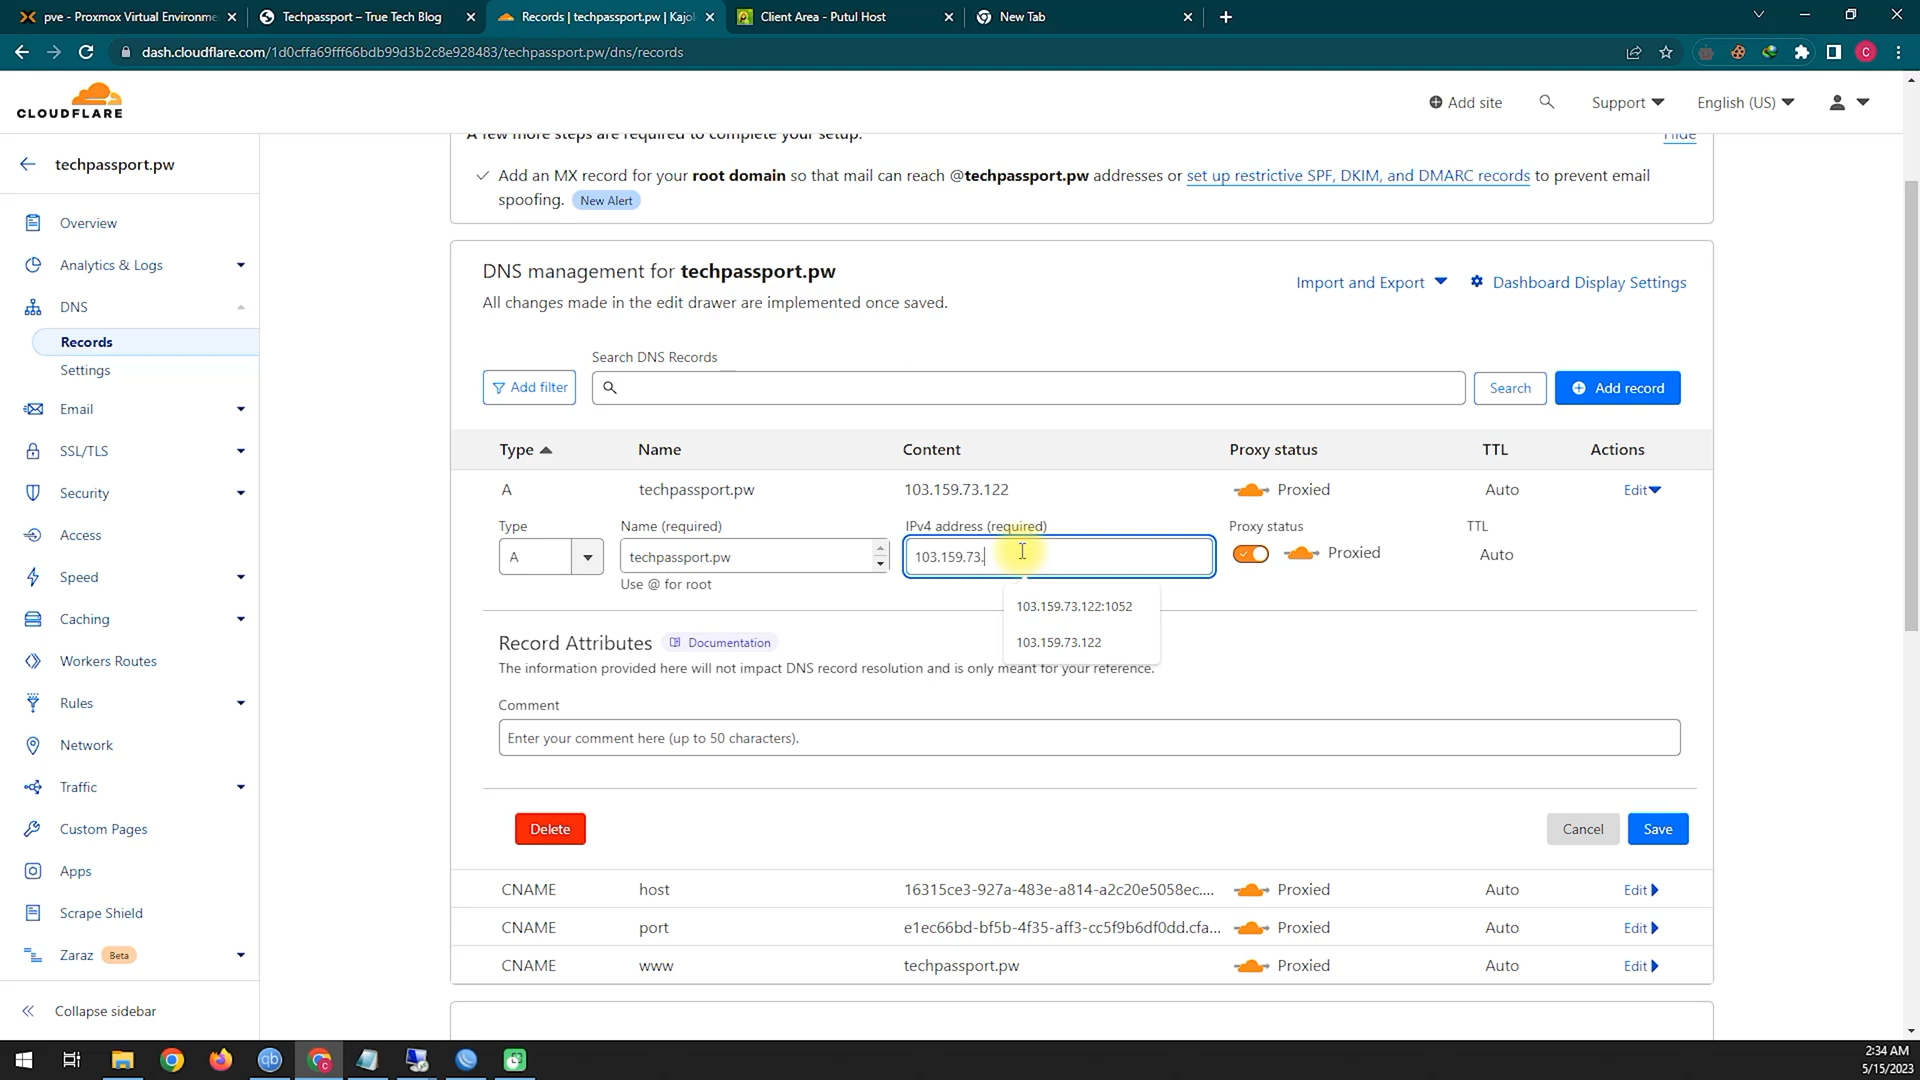 pve - Proxmox Virtual Environme
Techpassport – True Tech Blog
Records | techpassport.pw | Kajol
Client Area - Putul Host
New Tab
dash.cloudflare.com/1d0cffa69fff66bdb99d3b2c8e928483/techpassport.pw/dns/records
C
CLOUDFLARE
Add site
Support
English (US)
techpassport.pw
Overview
Analytics & Logs
DNS
Records
Settings
Email
SSL/TLS
Security
Access
Speed
Caching
Workers Routes
Rules
Network
Traffic
Custom Pages
Apps
Scrape Shield
Zaraz Beta
Collapse sidebar
A few more steps are required to complete your setup.
Hide
Add an MX record for your root domain so that mail can reach @techpassport.pw addresses or set up restrictive SPF, DKIM, and DMARC records to prevent email
spoofing. New Alert
DNS management for techpassport.pw
All changes made in the edit drawer are implemented once saved.
Import and Export
Dashboard Display Settings
Search DNS Records
Add filter
Search
Add record
Type Name Content Proxy status TTL Actions
A techpassport.pw 103.159.73.122 Proxied Auto Edit
Type Name (required) IPv4 address (required) Proxy status TTL
A techpassport.pw 103.159.73. Proxied Auto
Use @ for root
103.159.73.122:1052
103.159.73.122
Record Attributes Documentation
The information provided here will not impact DNS record resolution and is only meant for your reference.
Comment
Enter your comment here (up to 50 characters).
Delete
Cancel
Save
CNAME host 16315ce3-927a-483e-a814-a2c20e5058ec.... Proxied Auto Edit
CNAME port e1ec66bd-bf5b-4f35-aff3-cc5f9b6df0dd.cfa... Proxied Auto Edit
CNAME www techpassport.pw Proxied Auto Edit
qb
2:34 AM
5/15/2023